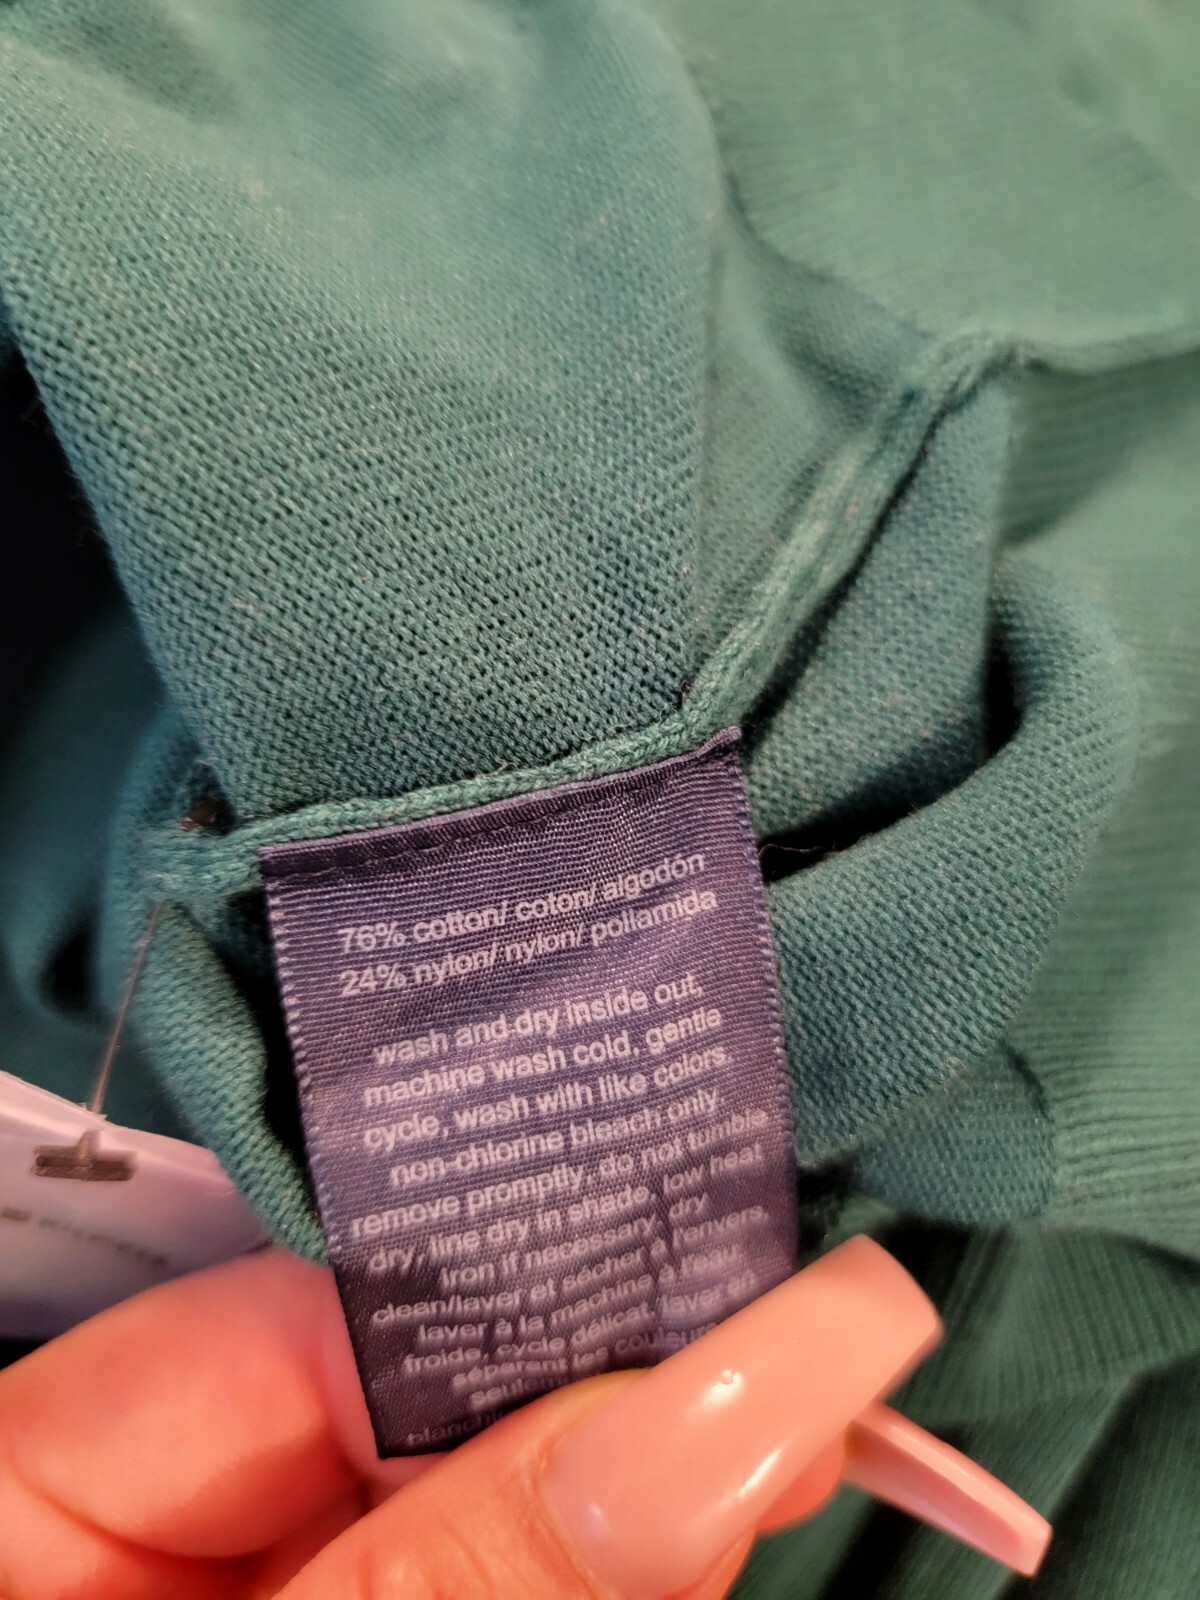 76% cotton/ coton/ algodón
24% nylon/ nylon/ poliamida
wash and dry inside out,
machine wash cold, gentle
cycle, wash with like colors.
non-chlorine bleach only.
remove promptly, do not tumble
dry/ line dry in shade, low heat
iron if necessary, dry
clean/laver et sécher à l'envers,
laver à la machine à l'eau
froide, cycle délicat, laver en
séparant les couleurs